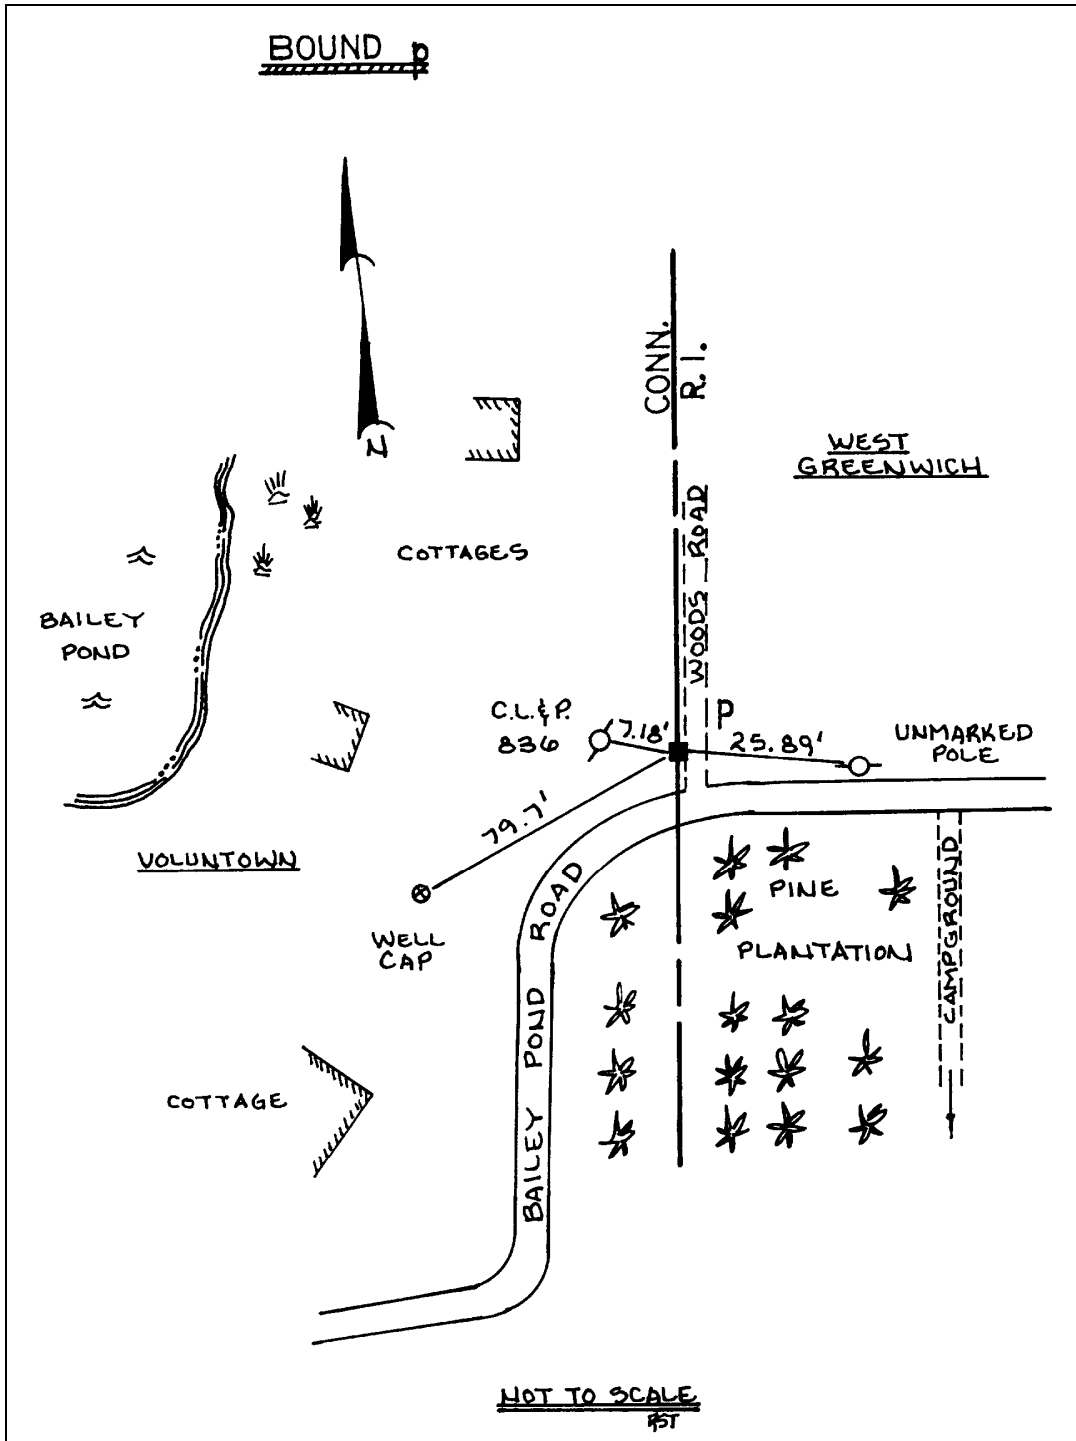 BOUND p
N
CONN.
R.I.
WEST
GREENWICH
WOODS ROAD
COTTAGES
BAILEY
POND
C.L.&P.
836
7.18'
p
25.89'
UNMARKED
POLE
79.7'
VOLUNTOWN
WELL
CAP
PINE
PLANTATION
CAMPGROUND
BAILEY POND ROAD
COTTAGE
NOT TO SCALE
RST